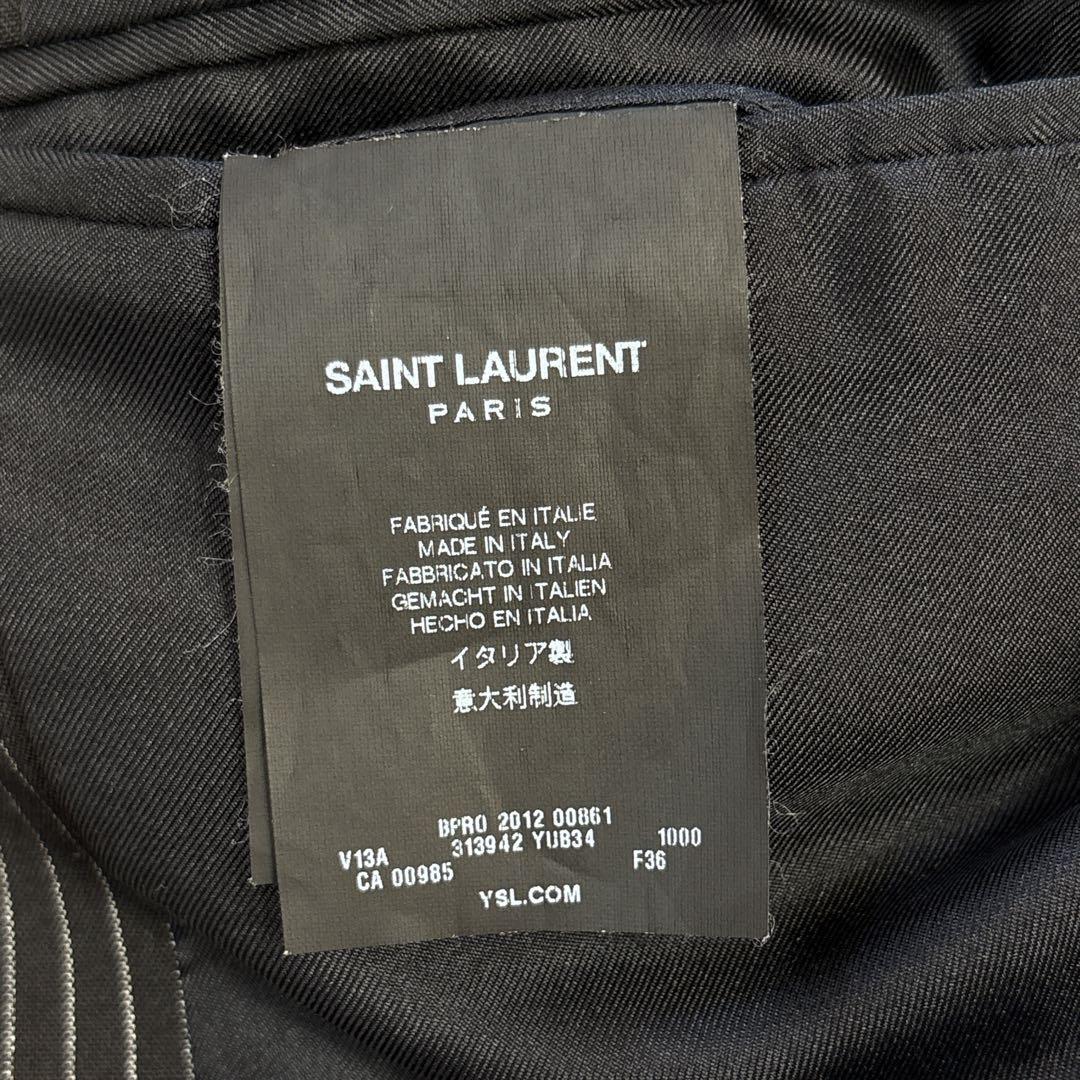 SAINT LAURENT
PARIS
FABRIQUÉ EN ITALIE
MADE IN ITALY
FABBRICATO IN ITALIA
GEMACHT IN ITALIEN
HECHO EN ITALIA
イタリア製
意大利制造
BPRO 2012 00861
V13A 313942 YUB34 1000
CA 00985 F36
YSL.COM